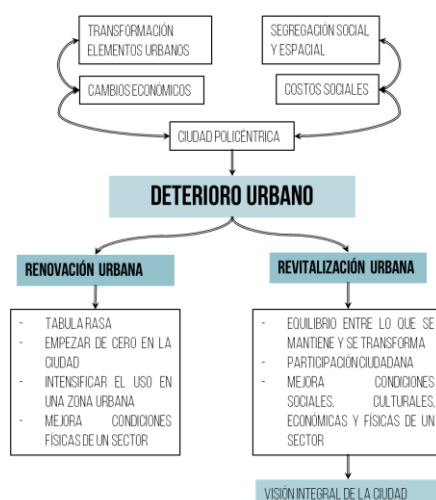 TRANSFORMACIÓN
ELEMENTOS URBANOS
SEGREGACIÓN SOCIAL
Y ESPACIAL
CAMBIOS ECONÓMICOS
COSTOS SOCIALES
CIUDAD POLICÉNTRICA
DETERIORO URBANO
RENOVACIÓN URBANA
REVITALIZACIÓN URBANA
- TABULA RASA
- EMPEZAR DE CERO EN LA
CIUDAD
- INTENSIFICAR EL USO EN
UNA ZONA URBANA
- MEJORA CONDICIONES
FÍSICAS DE UN SECTOR
- EQUILIBRIO ENTRE LO QUE SE
MANTIENE Y SE TRANSFORMA
- PARTICIPACIÓN CIUDADANA
- MEJORA CONDICIONES
SOCIALES, CULTURALES,
ECONÓMICAS Y FÍSICAS DE UN
SECTOR
VISIÓN INTEGRAL DE LA CIUDAD